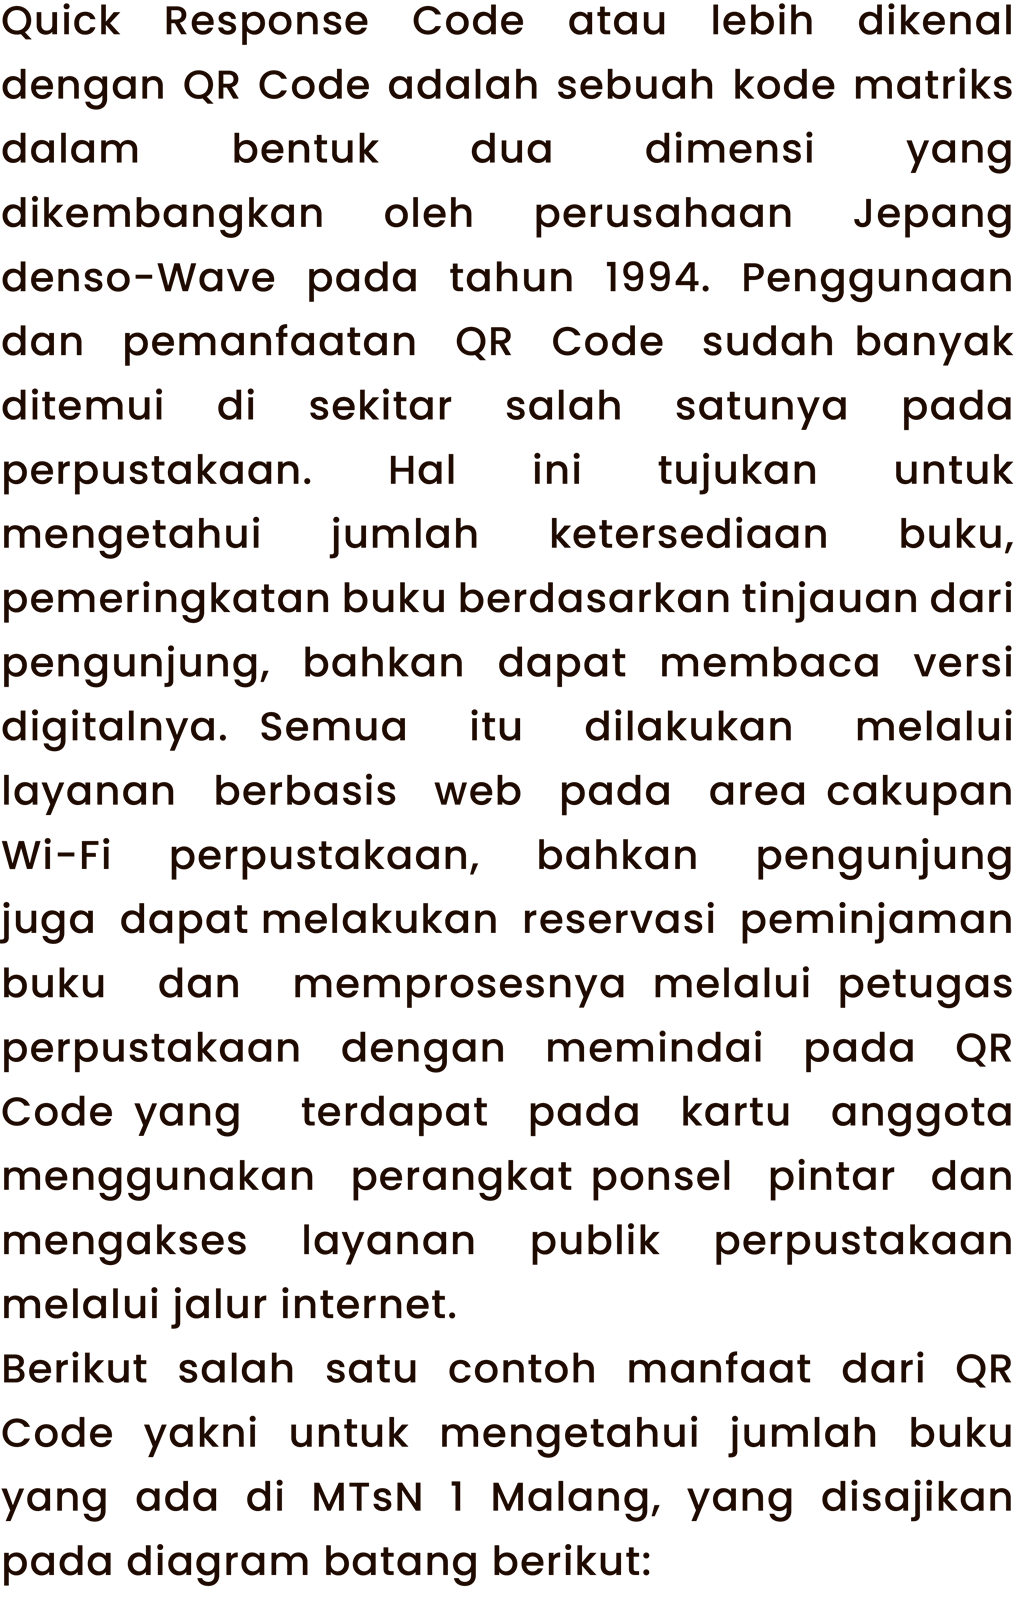 Quick Response Code atau lebih dikenal
dengan QR Code adalah sebuah kode matriks
dalam bentuk dua dimensi yang
dikembangkan oleh perusahaan Jepang
denso-Wave pada tahun 1994. Penggunaan
dan pemanfaatan QR Code sudah banyak
ditemui di sekitar salah satunya pada
perpustakaan. Hal ini tujukan untuk
mengetahui jumlah ketersediaan buku,
pemeringkatan buku berdasarkan tinjauan dari
pengunjung, bahkan dapat membaca versi
digitalnya. Semua itu dilakukan melalui
layanan berbasis web pada area cakupan
Wi-Fi perpustakaan, bahkan pengunjung
juga dapat melakukan reservasi peminjaman
buku dan memprosesnya melalui petugas
perpustakaan dengan memindai pada QR
Code yang terdapat pada kartu anggota
menggunakan perangkat ponsel pintar dan
mengakses layanan publik perpustakaan
melalui jalur internet.
Berikut salah satu contoh manfaat dari QR
Code yakni untuk mengetahui jumlah buku
yang ada di MTsN 1 Malang, yang disajikan
pada diagram batang berikut: